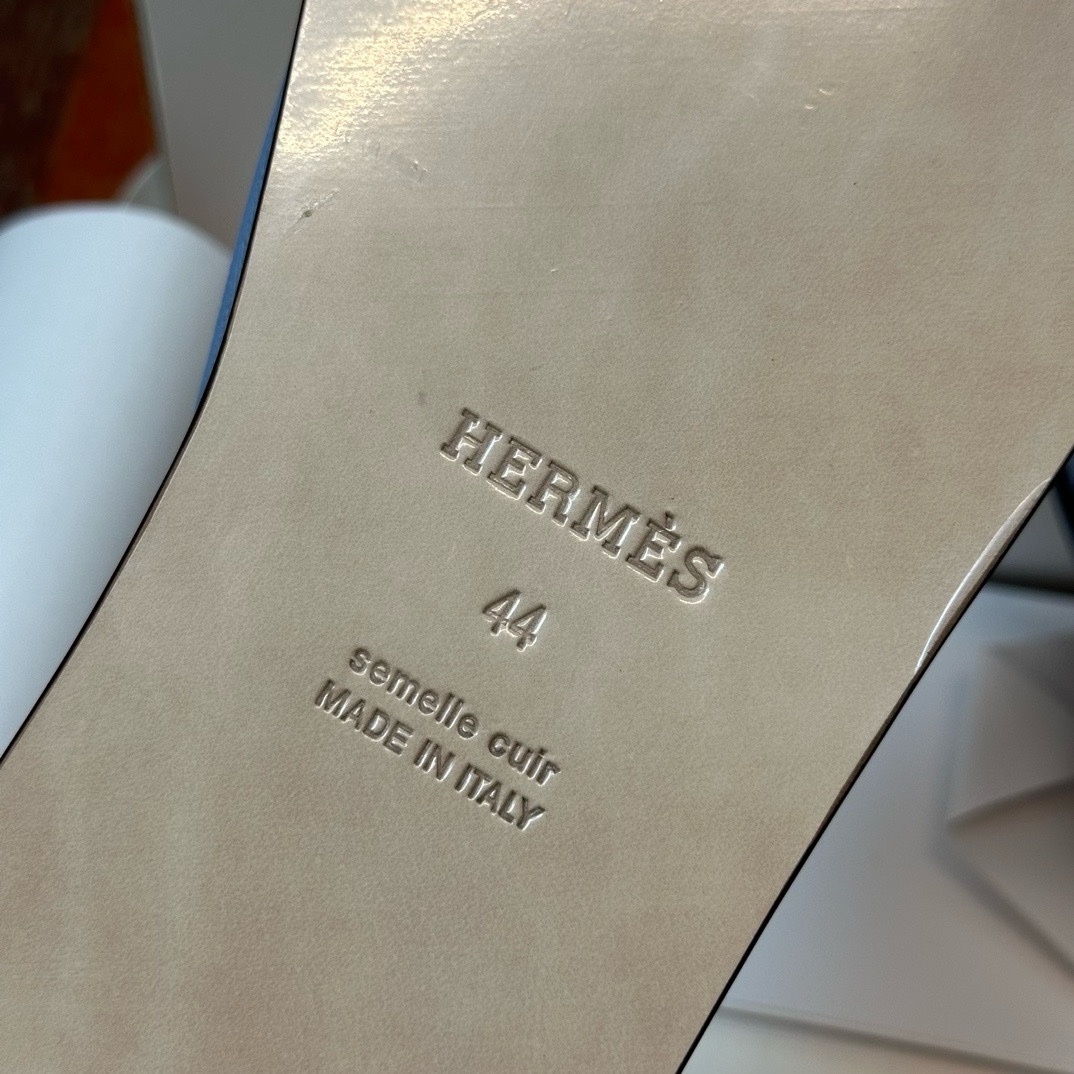 HERMÈS
44
semelle cuir
MADE IN ITALY